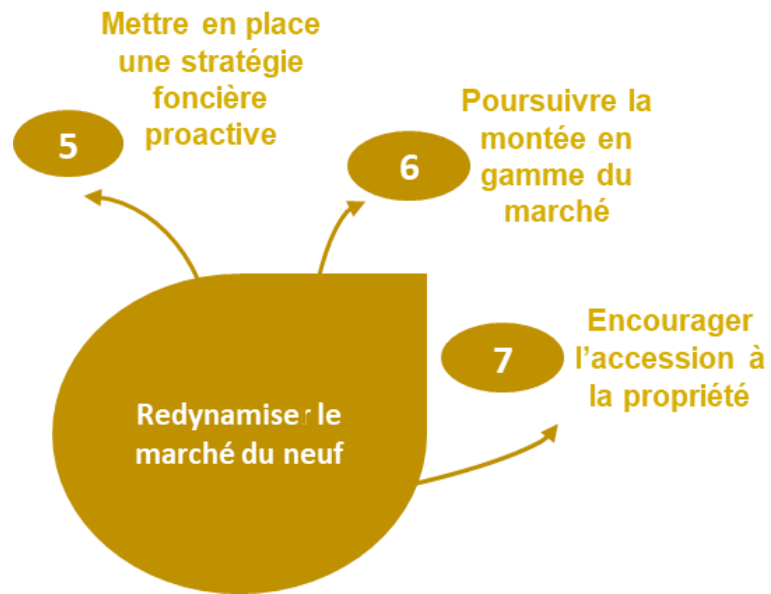 5
Mettre en place
une stratégie
foncière
proactive
6
Poursuivre la
montée en
gamme du
marché
7
Encourager
l'accession à
la propriété
Redynamiser le
marché du neuf